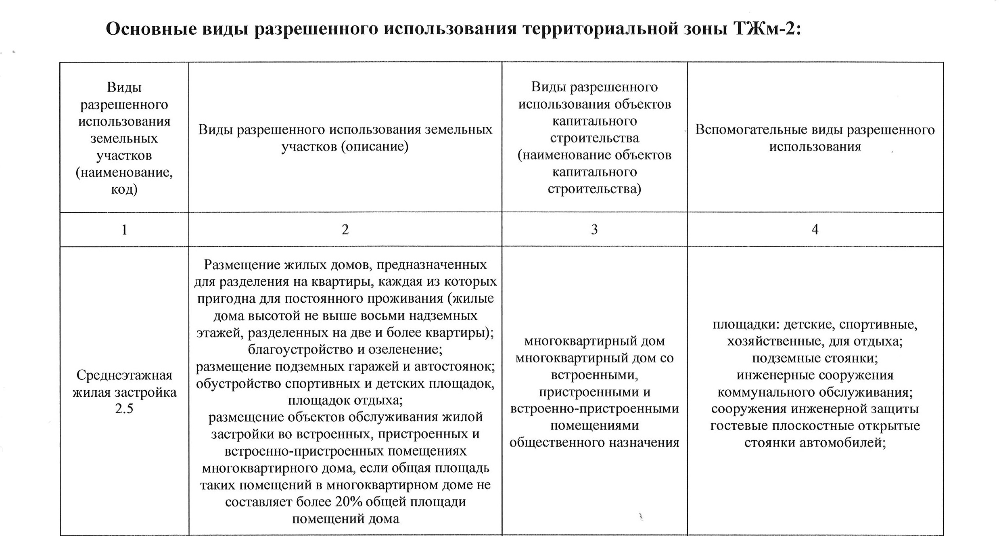 Основные виды разрешенного использования территориальной зоны ТЖм-2:
Виды
разрешенного
использования
земельных
участков
(наименование,
код)
Виды разрешенного использования земельных
участков (описание)
Виды разрешенного
использования объектов
капитального
строительства
(наименование объектов
капитального
строительства)
Вспомогательные виды разрешенного
использования
1
2
3
4
Среднеэтажная
жилая застройка
2.5
Размещение жилых домов, предназначенных
для разделения на квартиры, каждая из которых
пригодна для постоянного проживания (жилые
дома высотой не выше восьми надземных
этажей, разделенных на две и более квартиры);
благоустройство и озеленение;
размещение подземных гаражей и автостоянок;
обустройство спортивных и детских площадок,
площадок отдыха;
размещение объектов обслуживания жилой
застройки во встроенных, пристроенных и
встроенно-пристроенных помещениях
многоквартирного дома, если общая площадь
таких помещений в многоквартирном доме не
составляет более 20% общей площади
помещений дома
многоквартирный дом
многоквартирный дом со
встроенными,
пристроенными и
встроенно-пристроенными
помещениями
общественного назначения
площадки: детские, спортивные,
хозяйственные, для отдыха;
подземные стоянки;
инженерные сооружения
коммунального обслуживания;
сооружения инженерной защиты
гостевые плоскостные открытые
стоянки автомобилей;